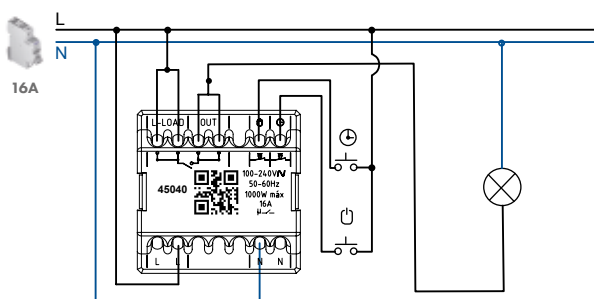 L
N
16A
L-LOAD OUT
45040
100-240V
50-60Hz
1000W máx
16A
μ
L L N N